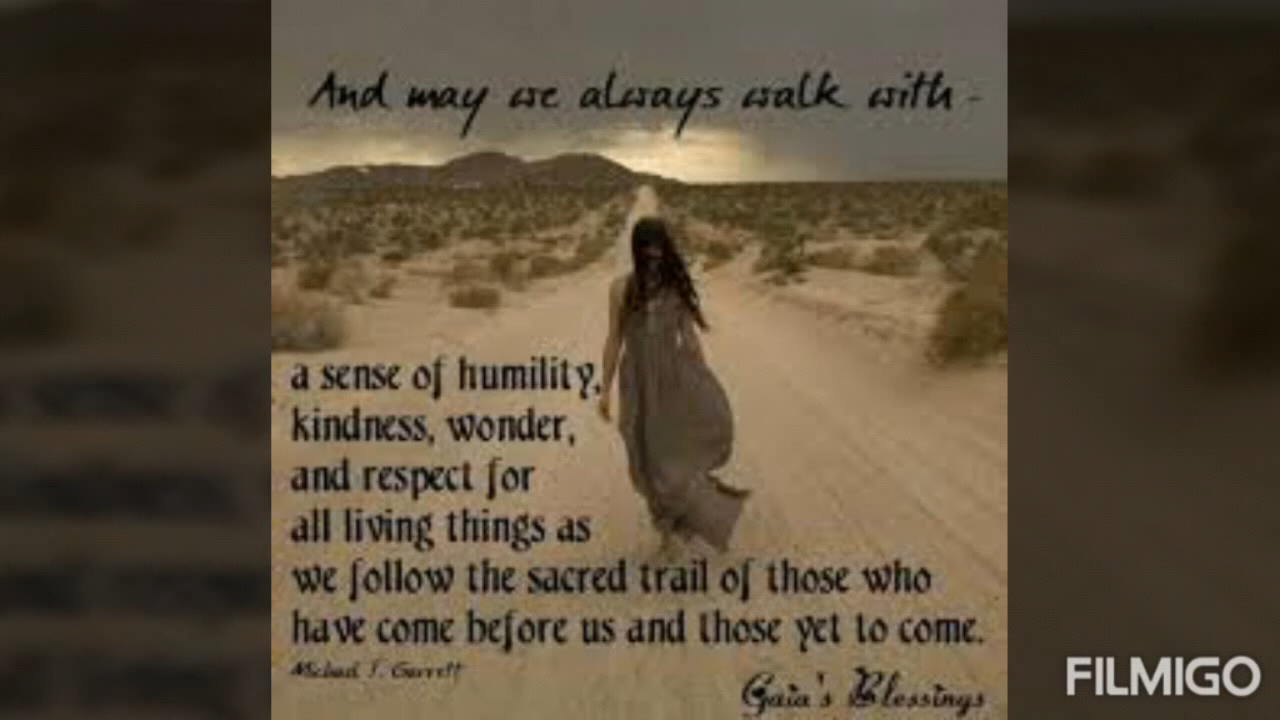 And may we always walk with -
a sense of humility,
kindness, wonder,
and respect for
all living things as
we follow the sacred trail of those who
have come before us and those yet to come.
Michael T. Garrett
Gaia's Blessings
FILMIGO